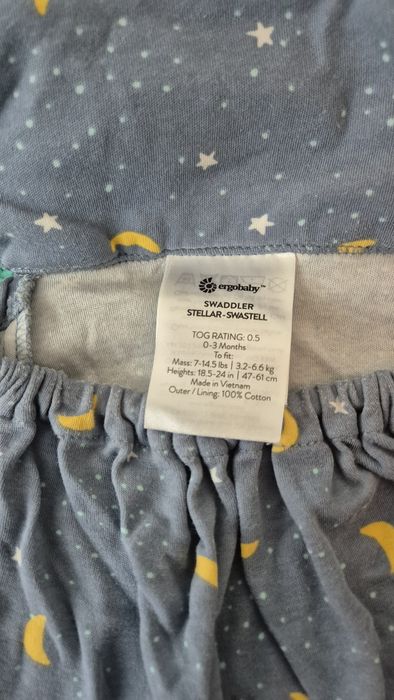 ergobaby™
SWADDLER
STELLAR-SWASTELL
TOG RATING: 0.5
0-3 Months
To fit:
Mass: 7-14.5 lbs | 3.2-6.6 kg
Heights: 18.5-24 in | 47-61 cm
Made in Vietnam
Outer / Lining: 100% Cotton